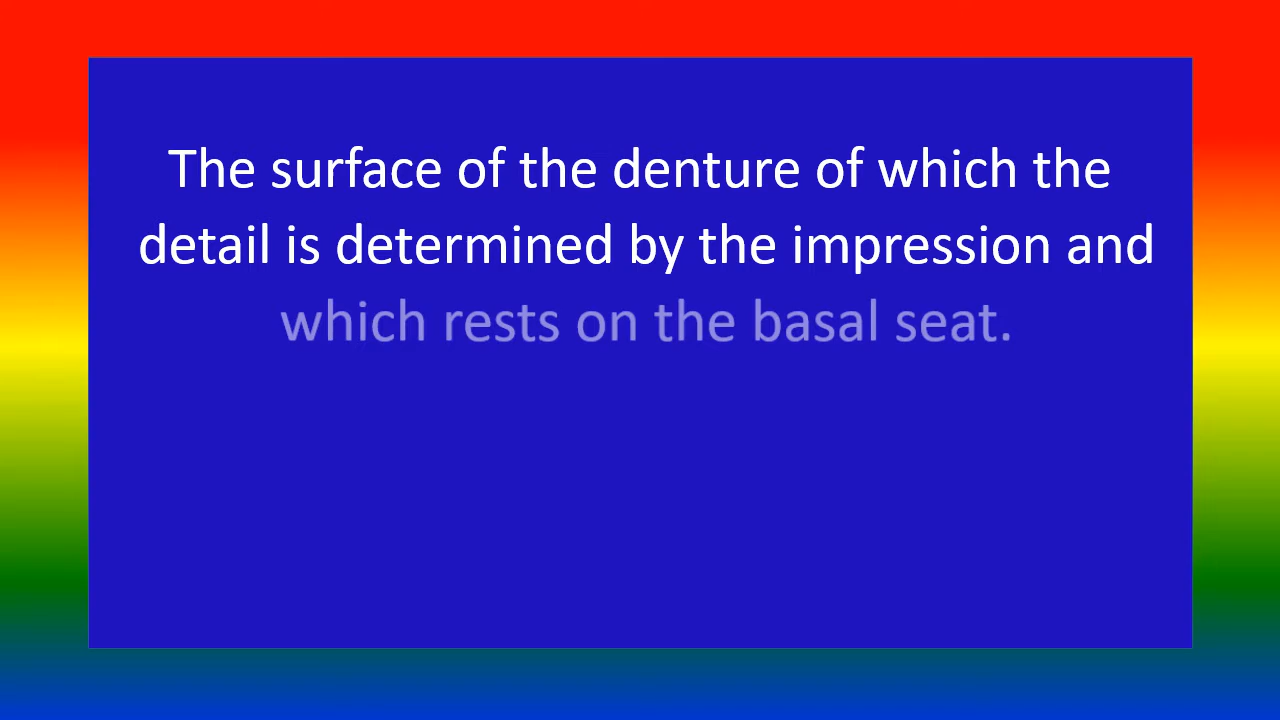 The surface of the denture of which the
detail is determined by the impression and
which rests on the basal seat.